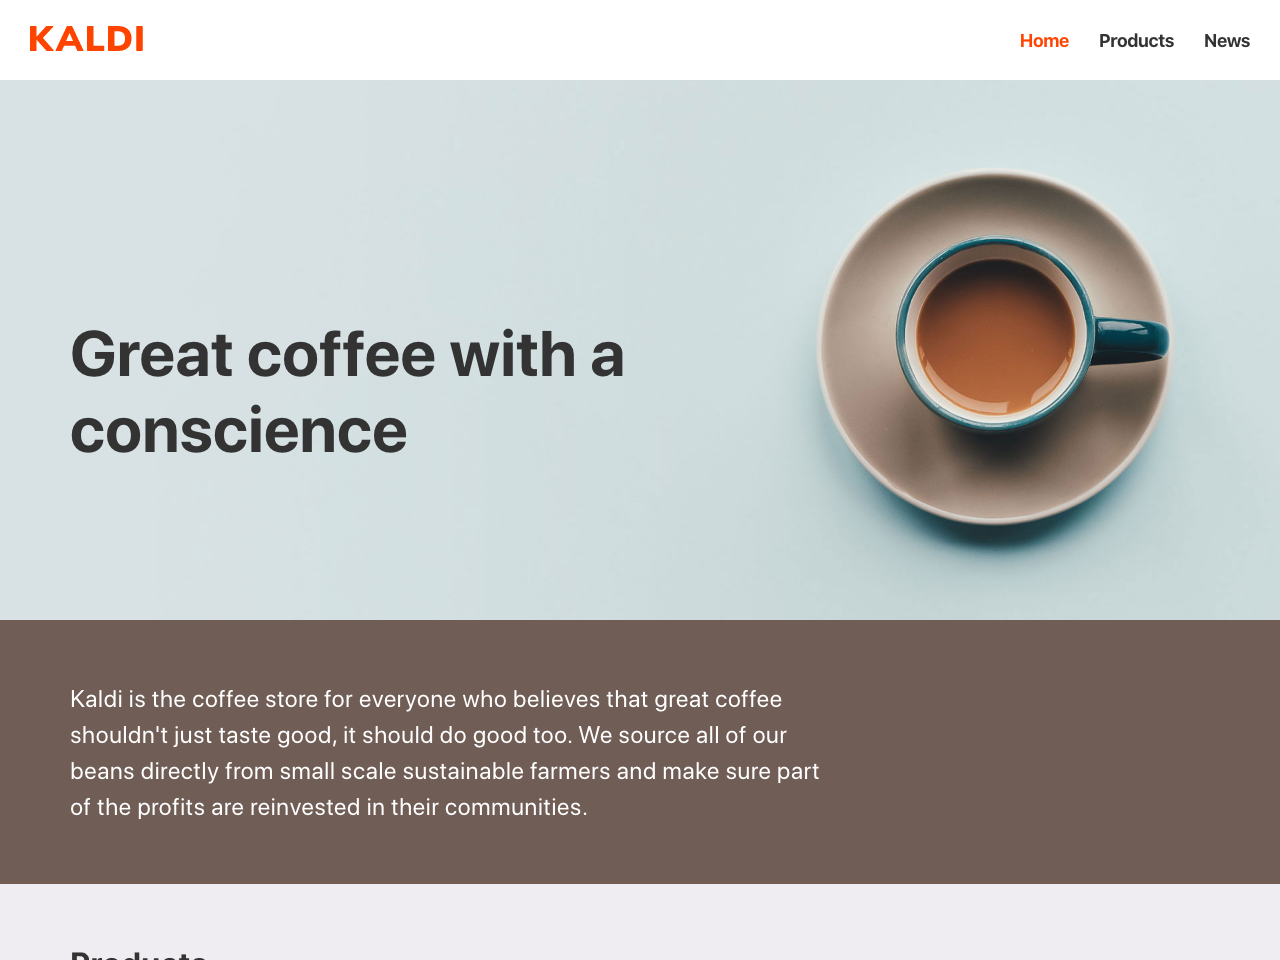 KALDI
Home Products News
Great coffee with a
conscience
Kaldi is the coffee store for everyone who believes that great coffee
shouldn't just taste good, it should do good too. We source all of our
beans directly from small scale sustainable farmers and make sure part
of the profits are reinvested in their communities.
Products